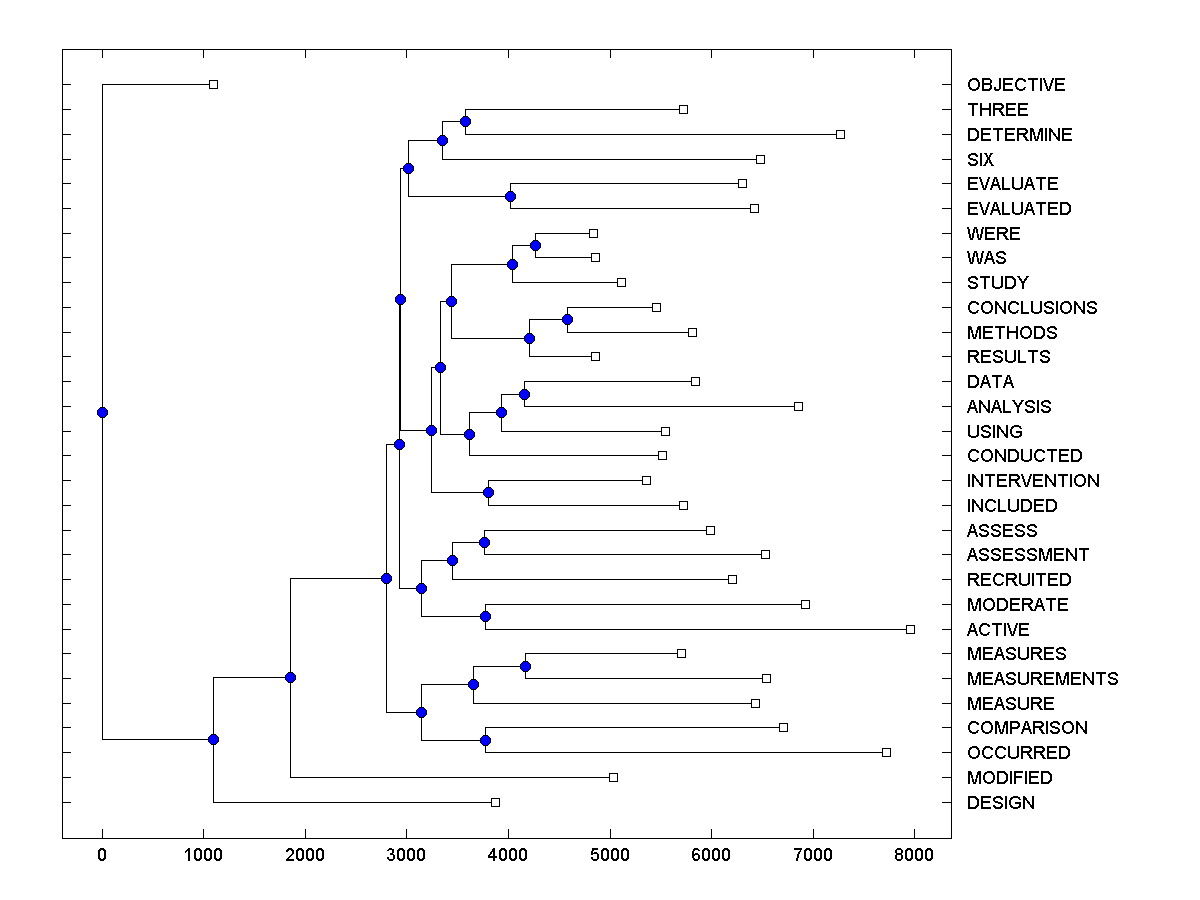 OBJECTIVE
THREE
DETERMINE
SIX
EVALUATE
EVALUATED
WERE
WAS
STUDY
CONCLUSIONS
METHODS
RESULTS
DATA
ANALYSIS
USING
CONDUCTED
INTERVENTION
INCLUDED
ASSESS
ASSESSMENT
RECRUITED
MODERATE
ACTIVE
MEASURES
MEASUREMENTS
MEASURE
COMPARISON
OCCURRED
MODIFIED
DESIGN
0 1000 2000 3000 4000 5000 6000 7000 8000